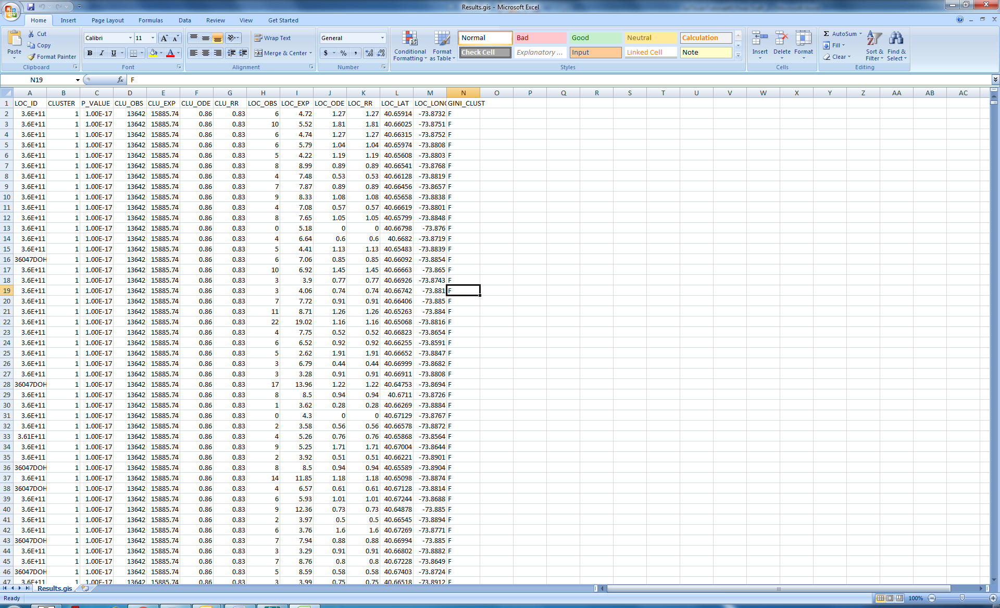 Results.gis - Microsoft Excel
Home Insert Page Layout Formulas Data Review View Get Started
Cut Calibri 11 Wrap Text General Normal Bad Good Neutral Calculation AutoSum
Copy Fill
Paste Format Painter B I U Merge & Center $ % , Conditional Formatting Format as Table Check Cell Explanatory ... Input Linked Cell Note Insert Delete Format Clear Sort & Filter Find & Select
Clipboard Font Alignment Number Styles Cells Editing
N19 fx F
A B C D E F G H I J K L M N O P Q R S T U V W X Y Z AA AB AC
1 LOC_ID CLUSTER P_VALUE CLU_OBS CLU_EXP CLU_ODE CLU_RR LOC_OBS LOC_EXP LOC_ODE LOC_RR LOC_LAT LOC_LONG GINI_CLUST
2 3.6E+11 1 1.00E-17 13642 15885.74 0.86 0.83 6 4.72 1.27 1.27 40.65914 -73.8732 F
3 3.6E+11 1 1.00E-17 13642 15885.74 0.86 0.83 10 5.52 1.81 1.81 40.66025 -73.8751 F
4 3.6E+11 1 1.00E-17 13642 15885.74 0.86 0.83 6 4.74 1.27 1.27 40.66315 -73.8752 F
5 3.6E+11 1 1.00E-17 13642 15885.74 0.86 0.83 6 5.79 1.04 1.04 40.65974 -73.8808 F
6 3.6E+11 1 1.00E-17 13642 15885.74 0.86 0.83 5 4.22 1.19 1.19 40.65608 -73.8803 F
7 3.6E+11 1 1.00E-17 13642 15885.74 0.86 0.83 8 8.99 0.89 0.89 40.66541 -73.8768 F
8 3.6E+11 1 1.00E-17 13642 15885.74 0.86 0.83 4 7.48 0.53 0.53 40.66128 -73.8819 F
9 3.6E+11 1 1.00E-17 13642 15885.74 0.86 0.83 7 7.87 0.89 0.89 40.66456 -73.8657 F
10 3.6E+11 1 1.00E-17 13642 15885.74 0.86 0.83 9 8.33 1.08 1.08 40.65658 -73.8838 F
11 3.6E+11 1 1.00E-17 13642 15885.74 0.86 0.83 4 7.08 0.57 0.57 40.66619 -73.8801 F
12 3.6E+11 1 1.00E-17 13642 15885.74 0.86 0.83 8 7.65 1.05 1.05 40.65799 -73.8848 F
13 3.6E+11 1 1.00E-17 13642 15885.74 0.86 0.83 0 5.18 0 0 40.66798 -73.876 F
14 3.6E+11 1 1.00E-17 13642 15885.74 0.86 0.83 4 6.64 0.6 0.6 40.6682 -73.8719 F
15 3.6E+11 1 1.00E-17 13642 15885.74 0.86 0.83 5 4.41 1.13 1.13 40.65483 -73.8839 F
16 36047DOH 1 1.00E-17 13642 15885.74 0.86 0.83 6 7.06 0.85 0.85 40.66092 -73.8854 F
17 3.6E+11 1 1.00E-17 13642 15885.74 0.86 0.83 10 6.92 1.45 1.45 40.66663 -73.865 F
18 3.6E+11 1 1.00E-17 13642 15885.74 0.86 0.83 3 3.9 0.77 0.77 40.66926 -73.8743 F
19 3.6E+11 1 1.00E-17 13642 15885.74 0.86 0.83 3 4.06 0.74 0.74 40.66742 -73.881 F
20 3.6E+11 1 1.00E-17 13642 15885.74 0.86 0.83 7 7.72 0.91 0.91 40.66406 -73.885 F
21 3.6E+11 1 1.00E-17 13642 15885.74 0.86 0.83 11 8.71 1.26 1.26 40.65263 -73.884 F
22 3.6E+11 1 1.00E-17 13642 15885.74 0.86 0.83 22 19.02 1.16 1.16 40.65068 -73.8816 F
23 3.6E+11 1 1.00E-17 13642 15885.74 0.86 0.83 4 7.75 0.52 0.52 40.66823 -73.8654 F
24 3.6E+11 1 1.00E-17 13642 15885.74 0.86 0.83 6 6.52 0.92 0.92 40.66255 -73.8591 F
25 3.6E+11 1 1.00E-17 13642 15885.74 0.86 0.83 5 2.62 1.91 1.91 40.66652 -73.8847 F
26 3.6E+11 1 1.00E-17 13642 15885.74 0.86 0.83 3 6.79 0.44 0.44 40.66999 -73.8682 F
27 3.6E+11 1 1.00E-17 13642 15885.74 0.86 0.83 3 3.28 0.91 0.91 40.66911 -73.8808 F
28 36047DOH 1 1.00E-17 13642 15885.74 0.86 0.83 17 13.96 1.22 1.22 40.64753 -73.8694 F
29 3.6E+11 1 1.00E-17 13642 15885.74 0.86 0.83 8 8.5 0.94 0.94 40.6711 -73.8726 F
30 3.6E+11 1 1.00E-17 13642 15885.74 0.86 0.83 1 3.62 0.28 0.28 40.66269 -73.8884 F
31 3.6E+11 1 1.00E-17 13642 15885.74 0.86 0.83 0 4.3 0 0 40.67129 -73.8767 F
32 3.6E+11 1 1.00E-17 13642 15885.74 0.86 0.83 2 3.58 0.56 0.56 40.66578 -73.8872 F
33 3.61E+11 1 1.00E-17 13642 15885.74 0.86 0.83 4 5.26 0.76 0.76 40.65868 -73.8564 F
34 3.6E+11 1 1.00E-17 13642 15885.74 0.86 0.83 9 5.25 1.71 1.71 40.67004 -73.8644 F
35 3.6E+11 1 1.00E-17 13642 15885.74 0.86 0.83 2 3.92 0.51 0.51 40.66221 -73.8901 F
36 36047DOH 1 1.00E-17 13642 15885.74 0.86 0.83 8 8.5 0.94 0.94 40.65589 -73.8904 F
37 3.6E+11 1 1.00E-17 13642 15885.74 0.86 0.83 14 11.85 1.18 1.18 40.65098 -73.8874 F
38 36047DOH 1 1.00E-17 13642 15885.74 0.86 0.83 4 6.57 0.61 0.61 40.67128 -73.8814 F
39 3.6E+11 1 1.00E-17 13642 15885.74 0.86 0.83 6 5.93 1.01 1.01 40.67244 -73.8688 F
40 3.6E+11 1 1.00E-17 13642 15885.74 0.86 0.83 9 12.36 0.73 0.73 40.64878 -73.885 F
41 3.6E+11 1 1.00E-17 13642 15885.74 0.86 0.83 2 3.97 0.5 0.5 40.66545 -73.8894 F
42 3.6E+11 1 1.00E-17 13642 15885.74 0.86 0.83 6 3.76 1.6 1.6 40.67269 -73.8771 F
43 36047DOH 1 1.00E-17 13642 15885.74 0.86 0.83 7 7.94 0.88 0.88 40.66994 -73.885 F
44 3.6E+11 1 1.00E-17 13642 15885.74 0.86 0.83 3 3.29 0.91 0.91 40.66802 -73.8882 F
45 3.6E+11 1 1.00E-17 13642 15885.74 0.86 0.83 7 8.76 0.8 0.8 40.67228 -73.8649 F
46 36047DOH 1 1.00E-17 13642 15885.74 0.86 0.83 5 8.59 0.58 0.58 40.67403 -73.8724 F
47 3.6E+11 1 1.00E-17 13642 15885.74 0.86 0.83 3 3.99 0.75 0.75 40.66518 -73.8912 F
Results.gis
Ready 100%